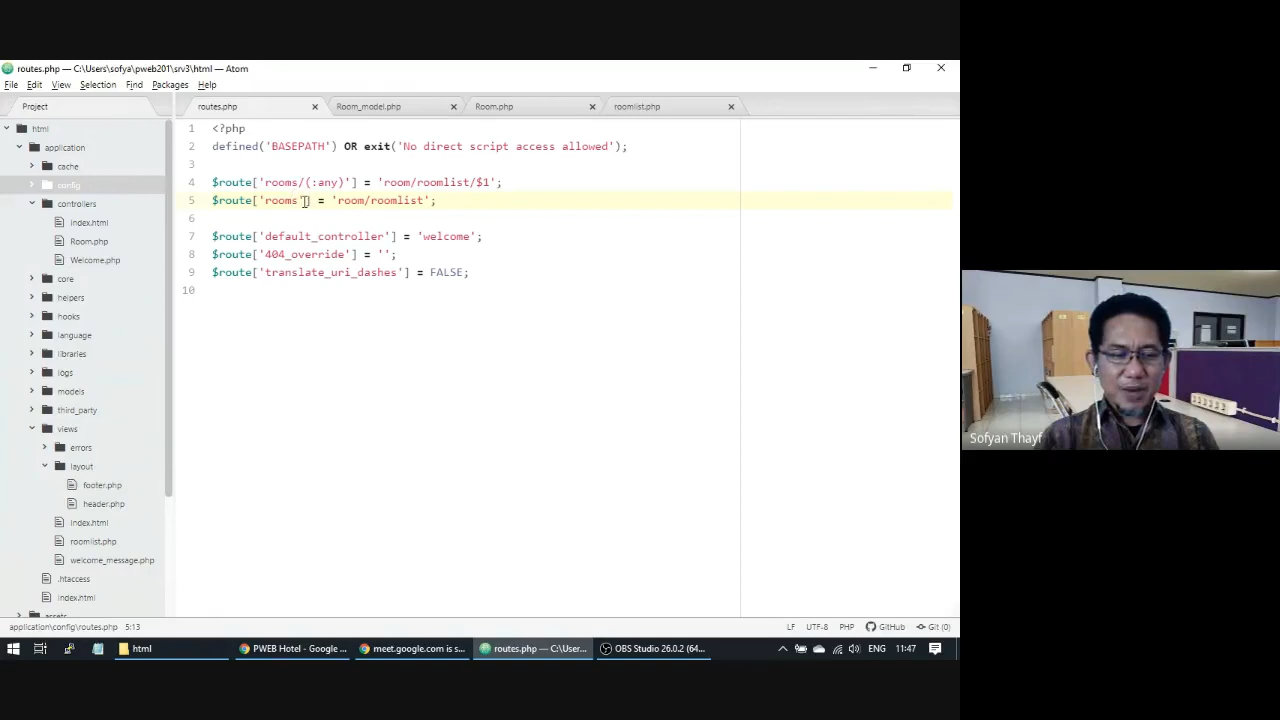 routes.php — C:\Users\sofya\pweb201\srv3\html — Atom
File Edit View Selection Find Packages Help
Project
routes.php
Room_model.php
Room.php
roomlist.php
html
application
cache
config
controllers
index.html
Room.php
Welcome.php
core
helpers
hooks
language
libraries
logs
models
third_party
views
errors
layout
footer.php
header.php
index.html
roomlist.php
welcome_message.php
.htaccess
index.html
assets
1 <?php
2 defined('BASEPATH') OR exit('No direct script access allowed');
3
4 $route['rooms/(:any)'] = 'room/roomlist/$1';
5 $route['rooms'] = 'room/roomlist';
6
7 $route['default_controller'] = 'welcome';
8 $route['404_override'] = '';
9 $route['translate_uri_dashes'] = FALSE;
10
application\config\routes.php 5:13
LF UTF-8 PHP GitHub Git (0)
html
PWEB Hotel - Google ...
meet.google.com is s...
routes.php — C:\User...
OBS Studio 26.0.2 (64...
ENG 11:47
Sofyan Thayf